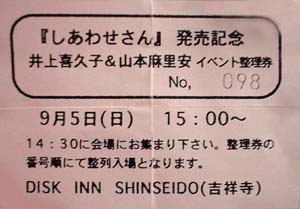 『しあわせさん』発売記念
井上喜久子&山本麻里安 イベント整理券
No, 098
9月5日(日) 15:00～
14:30に会場にお集まり下さい。整理券の
番号順にて整列入場となります。
DISK INN SHINSEIDO(吉祥寺)